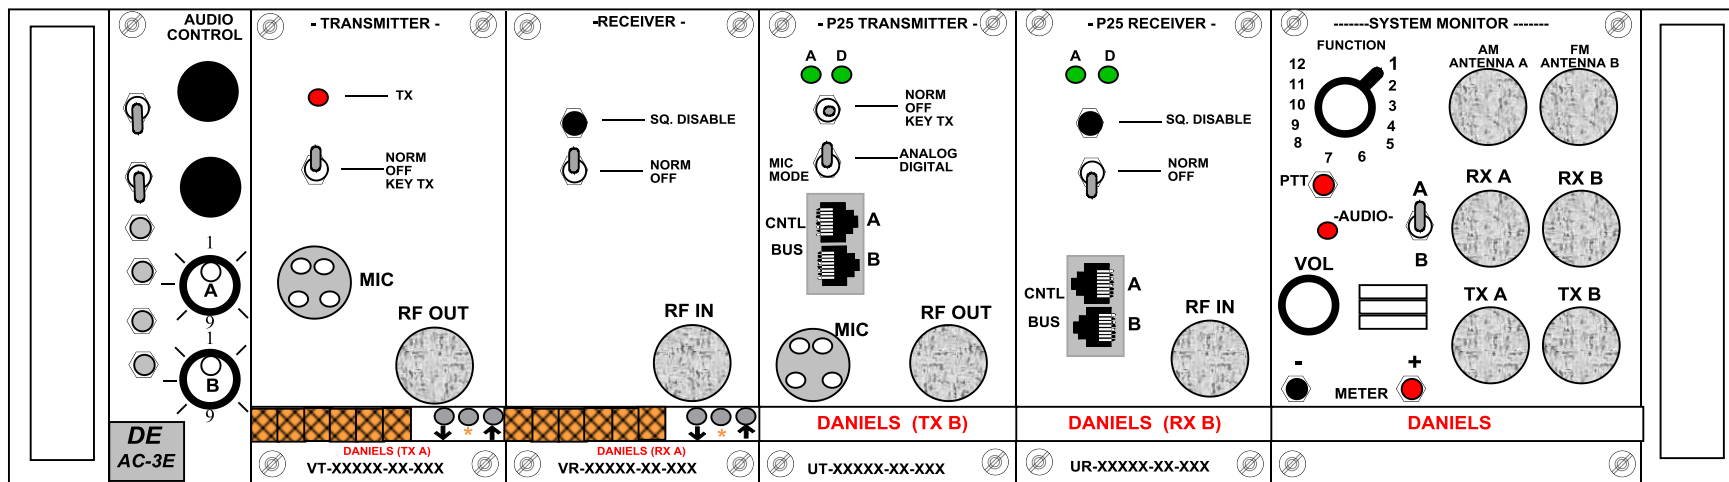 AUDIO
CONTROL
1
A
9
1
B
9
DE
AC-3E
- TRANSMITTER -
TX
NORM
OFF
KEY TX
MIC
RF OUT
*
DANIELS (TX A)
VT-XXXXX-XX-XXX
-RECEIVER -
SQ. DISABLE
NORM
OFF
RF IN
*
DANIELS (RX A)
VR-XXXXX-XX-XXX
- P25 TRANSMITTER -
A D
NORM
OFF
KEY TX
MIC
MODE
ANALOG
DIGITAL
CNTL
BUS
A
B
MIC
RF OUT
DANIELS (TX B)
UT-XXXXX-XX-XXX
- P25 RECEIVER -
A D
SQ. DISABLE
NORM
OFF
CNTL
BUS
A
B
RF IN
DANIELS (RX B)
UR-XXXXX-XX-XXX
-------SYSTEM MONITOR -------
FUNCTION
12 1
11 2
10 3
9 4
8 5
7 6
AM
ANTENNA A
FM
ANTENNA B
PTT
-AUDIO-
A
B
RX A RX B
VOL
TX A TX B
- +
METER
DANIELS